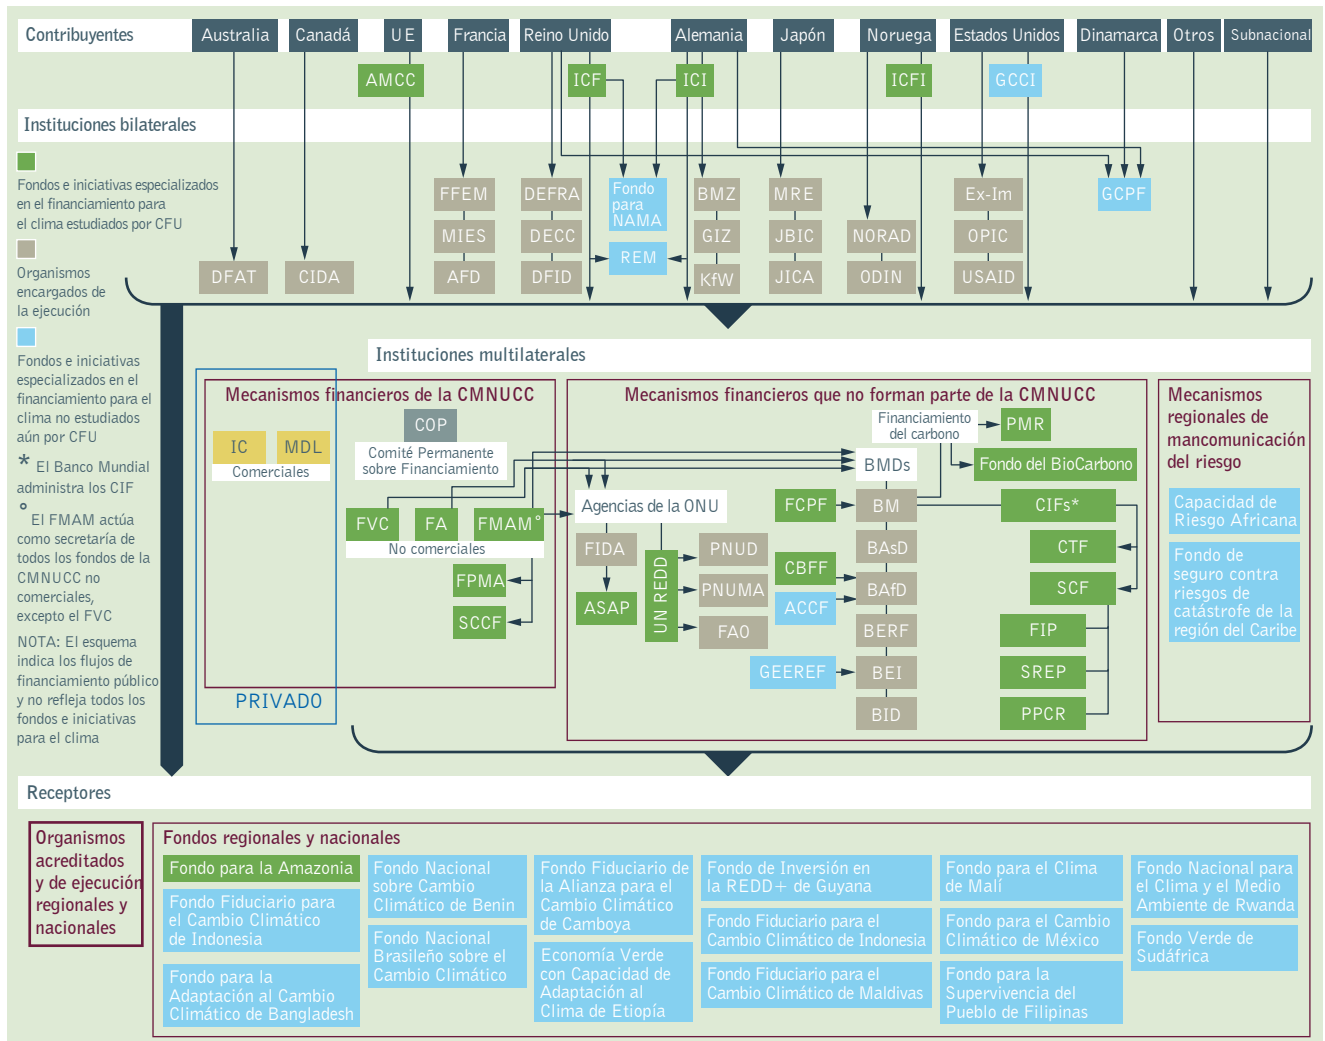 Contribuyentes
Australia
Canadá
UE
Francia
Reino Unido
Alemania
Japón
Noruega
Estados Unidos
Dinamarca
Otros
Subnacional
AMCC
ICF
ICI
ICFI
GCCI
Instituciones bilaterales
Fondos e iniciativas especializados
en el financiamiento para
el clima estudiados por CFU
Organismos
encargados de
la ejecución
Fondos e iniciativas
especializados en el
financiamiento para el
clima no estudiados
aún por CFU
* El Banco Mundial
administra los CIF
° El FMAM actúa
como secretaría de
todos los fondos de la
CMNUCC no
comerciales,
excepto el FVC
NOTA: El esquema
indica los flujos de
financiamiento público
y no refleja todos los
fondos e iniciativas
para el clima
DFAT
CIDA
FFEM
MIES
AFD
DEFRA
DECC
DFID
Fondo
para
NAMA
REM
BMZ
GIZ
KfW
MRE
JBIC
JICA
NORAD
ODIN
Ex-Im
OPIC
USAID
GCPF
Instituciones multilaterales
Mecanismos financieros de la CMNUCC
COP
Comité Permanente
sobre Financiamiento
IC
MDL
Comerciales
FVC
FA
FMAM°
No comerciales
FPMA
SCCF
PRIVADO
Mecanismos financieros que no forman parte de la CMNUCC
Financiamiento
del carbono
PMR
BMDs
Fondo del BioCarbono
Agencias de la ONU
FCPF
BM
CIFs*
FIDA
PNUD
BAsD
CTF
CBFF
UN REDD
PNUMA
BAfD
SCF
ASAP
ACCF
FAO
BERF
FIP
GEEREF
BEI
SREP
BID
PPCR
Mecanismos
regionales de
mancomunicación
del riesgo
Capacidad de
Riesgo Africana
Fondo de
seguro contra
riesgos de
catástrofe de la
región del Caribe
Receptores
Organismos
acreditados
y de ejecución
regionales y
nacionales
Fondos regionales y nacionales
Fondo para la Amazonia
Fondo Fiduciario para
el Cambio Climático
de Indonesia
Fondo para la
Adaptación al Cambio
Climático de Bangladesh
Fondo Nacional
sobre Cambio
Climático de Benin
Fondo Nacional
Brasileño sobre el
Cambio Climático
Fondo Fiduciario de
la Alianza para el
Cambio Climático
de Camboya
Economía Verde
con Capacidad de
Adaptación al
Clima de Etiopía
Fondo de Inversión en
la REDD+ de Guyana
Fondo Fiduciario para el
Cambio Climático de Indonesia
Fondo Fiduciario para el
Cambio Climático de Maldivas
Fondo para el Clima
de Malí
Fondo para el Cambio
Climático de México
Fondo para la
Supervivencia del
Pueblo de Filipinas
Fondo Nacional para
el Clima y el Medio
Ambiente de Rwanda
Fondo Verde de
Sudáfrica